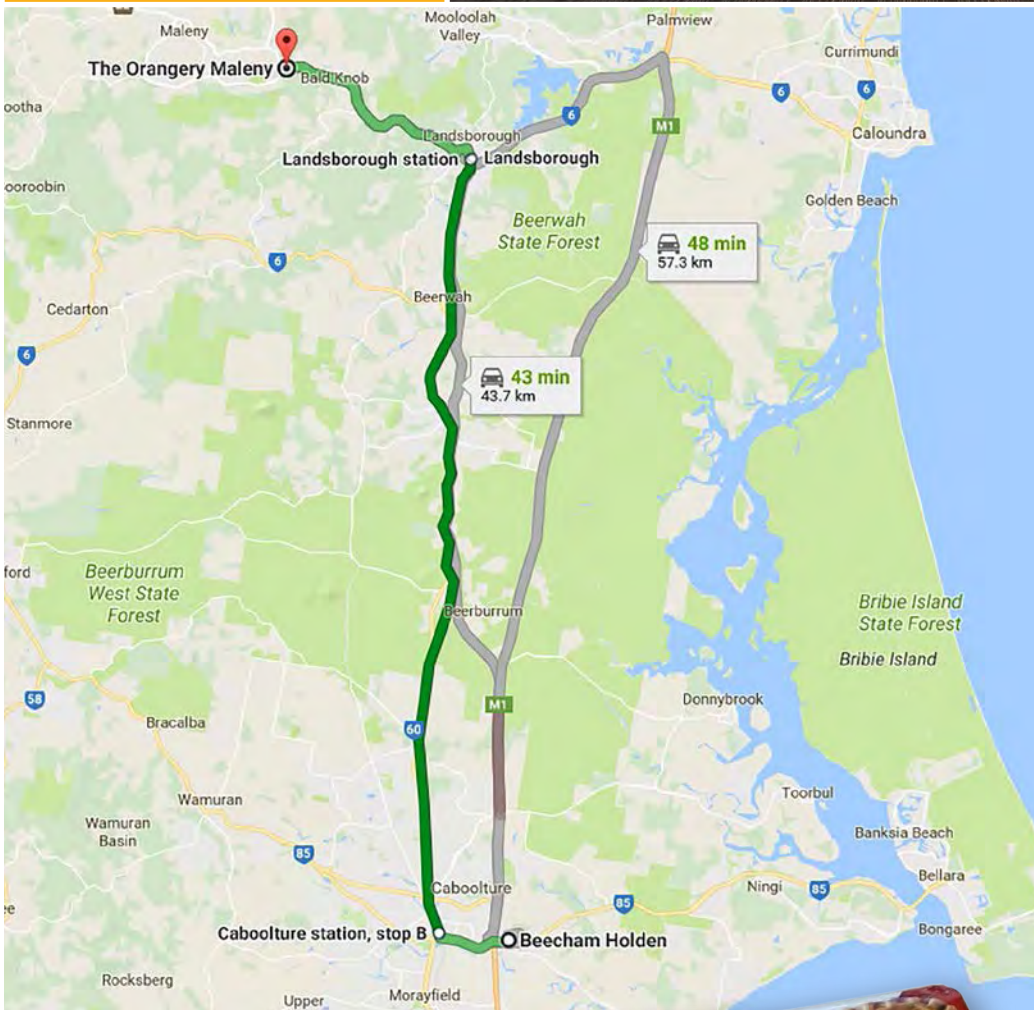 Maleny
Mooloolah
Valley
Palmview
Currimundi
The Orangery Maleny
Bald Knob
6
6
ootha
6
M1
Landsborough
Caloundra
Landsborough station
Landsborough
ooroobin
Golden Beach
Beerwah
State Forest
48 min
57.3 km
6
Beerwah
Cedarton
6
43 min
43.7 km
Stanmore
ford
Beerburrum
West State
Forest
Beerburrum
Bribie Island
State Forest
Bribie Island
58
M1
Donnybrook
Bracalba
60
Toorbul
Wamuran
Wamuran
Basin
Banksia Beach
85
Bellara
Caboolture
Ningi
85
ee
85
Bongaree
Caboolture station, stop B
Beecham Holden
Rocksberg
Upper
Morayfield